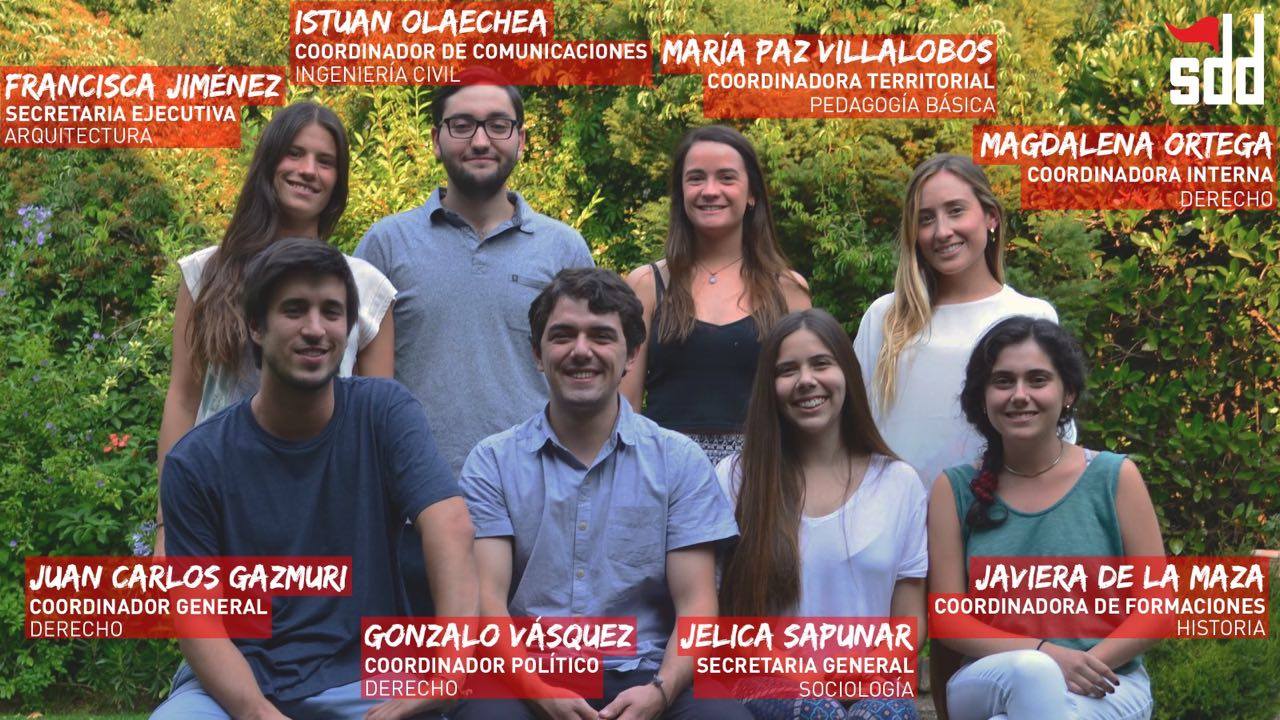 ISTVAN OLAECHEA
COORDINADOR DE COMUNICACIONES
INGENIERÍA CIVIL
MARÍA PAZ VILLALOBOS
COORDINADORA TERRITORIAL
PEDAGOGÍA BÁSICA
sdd
FRANCISCA JIMÉNEZ
SECRETARIA EJECUTIVA
ARQUITECTURA
MAGDALENA ORTEGA
COORDINADORA INTERNA
DERECHO
JUAN CARLOS GAZMURI
COORDINADOR GENERAL
DERECHO
GONZALO VÁSQUEZ
COORDINADOR POLÍTICO
DERECHO
JELICA SAPUNAR
SECRETARIA GENERAL
SOCIOLOGÍA
JAVIERA DE LA MAZA
COORDINADORA DE FORMACIONES
HISTORIA